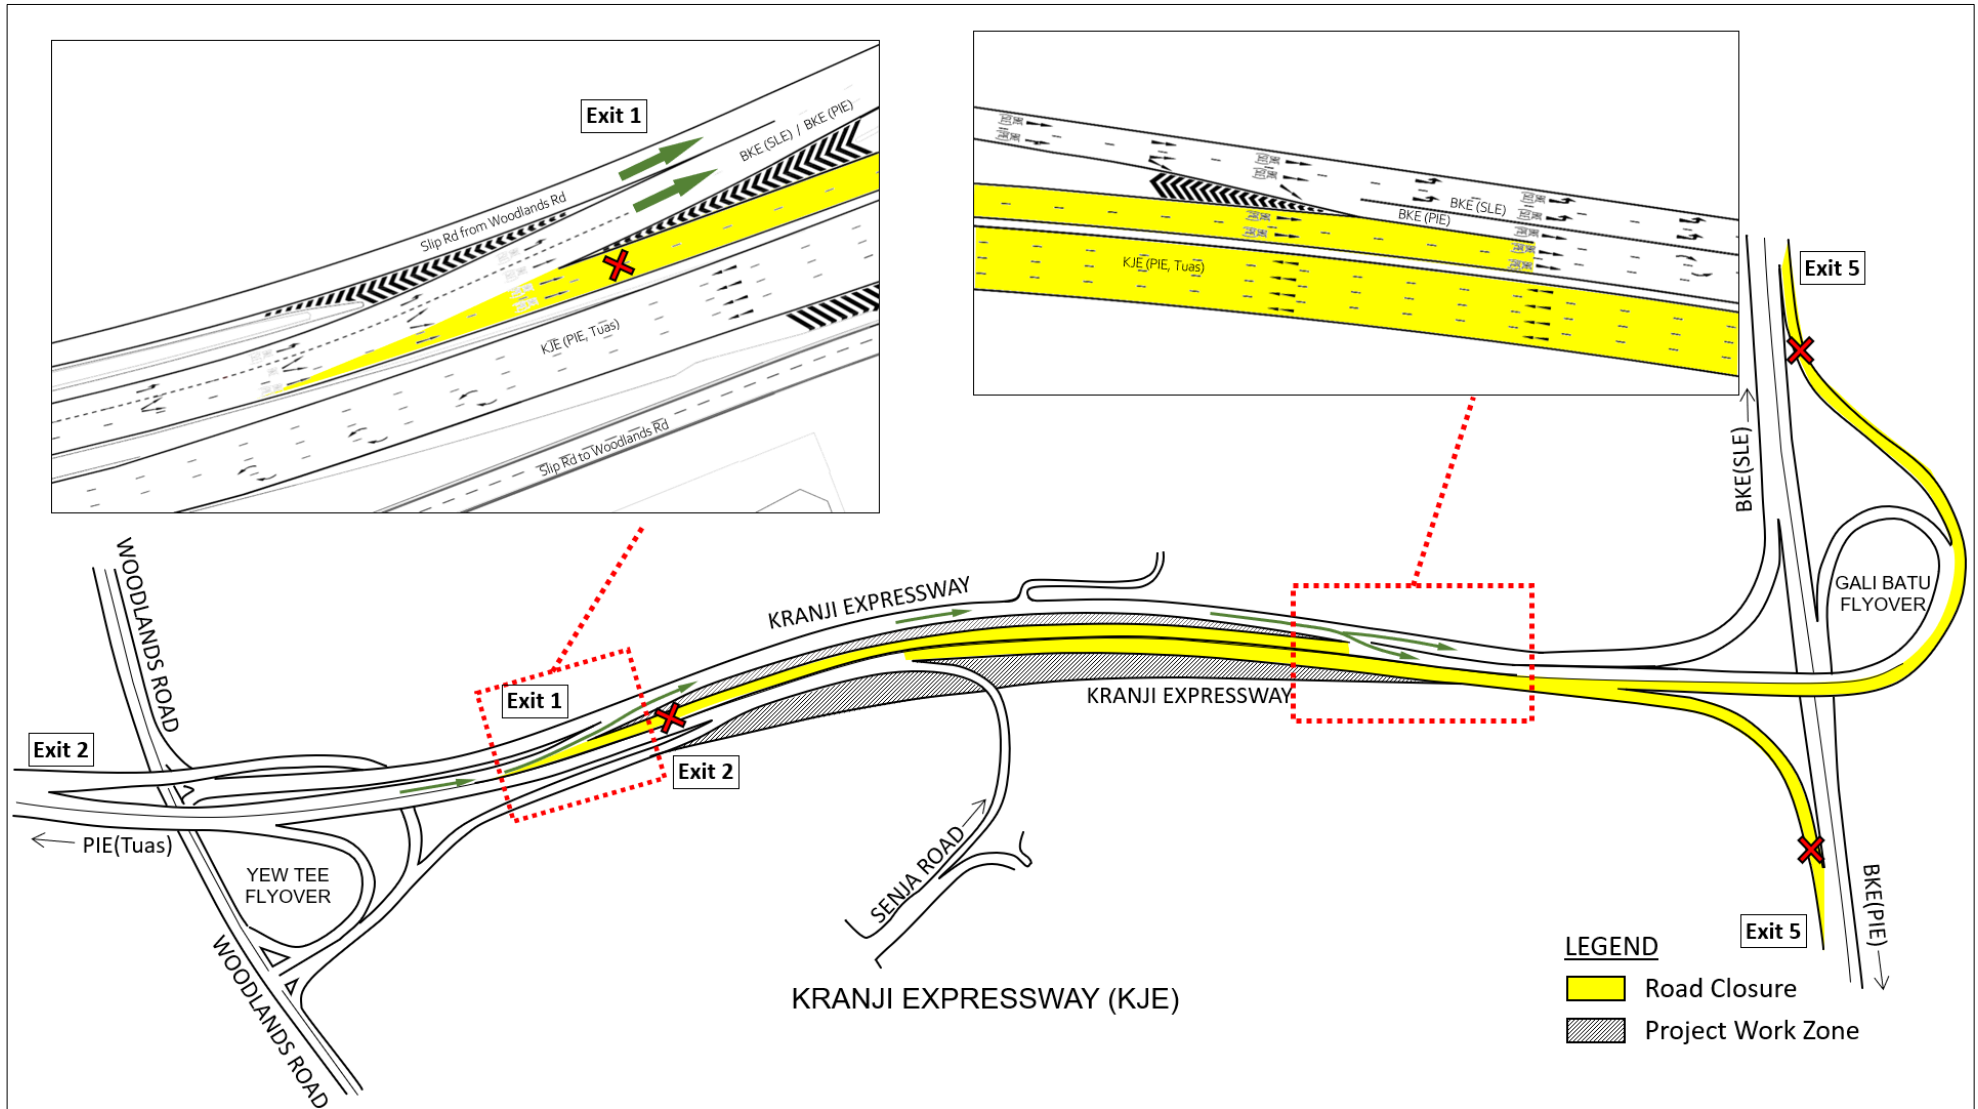 Exit 1
BKE (SLE) / BKE (PIE)
Slip Rd from Woodlands Rd
KJE (PIE, Tuas)
Slip Rd to Woodlands Rd
BKE (SLE)
BKE (PIE)
KJE (PIE, Tuas)
Exit 5
BKE(SLE)
WOODLANDS ROAD
KRANJI EXPRESSWAY
GALI BATU
FLYOVER
Exit 1
KRANJI EXPRESSWAY
Exit 2
Exit 2
PIE(Tuas)
YEW TEE
FLYOVER
SENJA ROAD
BKE(PIE)
Exit 5
WOODLANDS ROAD
LEGEND
Road Closure
Project Work Zone
KRANJI EXPRESSWAY (KJE)